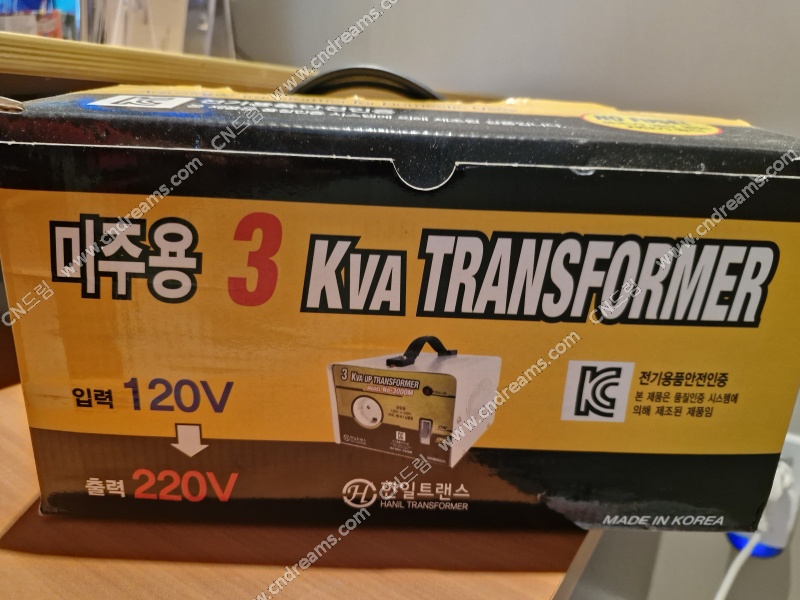 미주용 3 KVA TRANSFORMER
입력 120V
출력 220V
3 KVA UP TRANSFORMER
한일트랜스
HANIL TRANSFORMER
전기용품안전인증
본 제품은 품질인증 시스템에
의해 제조된 제품임
MADE IN KOREA
CN드림 www.cndreams.com